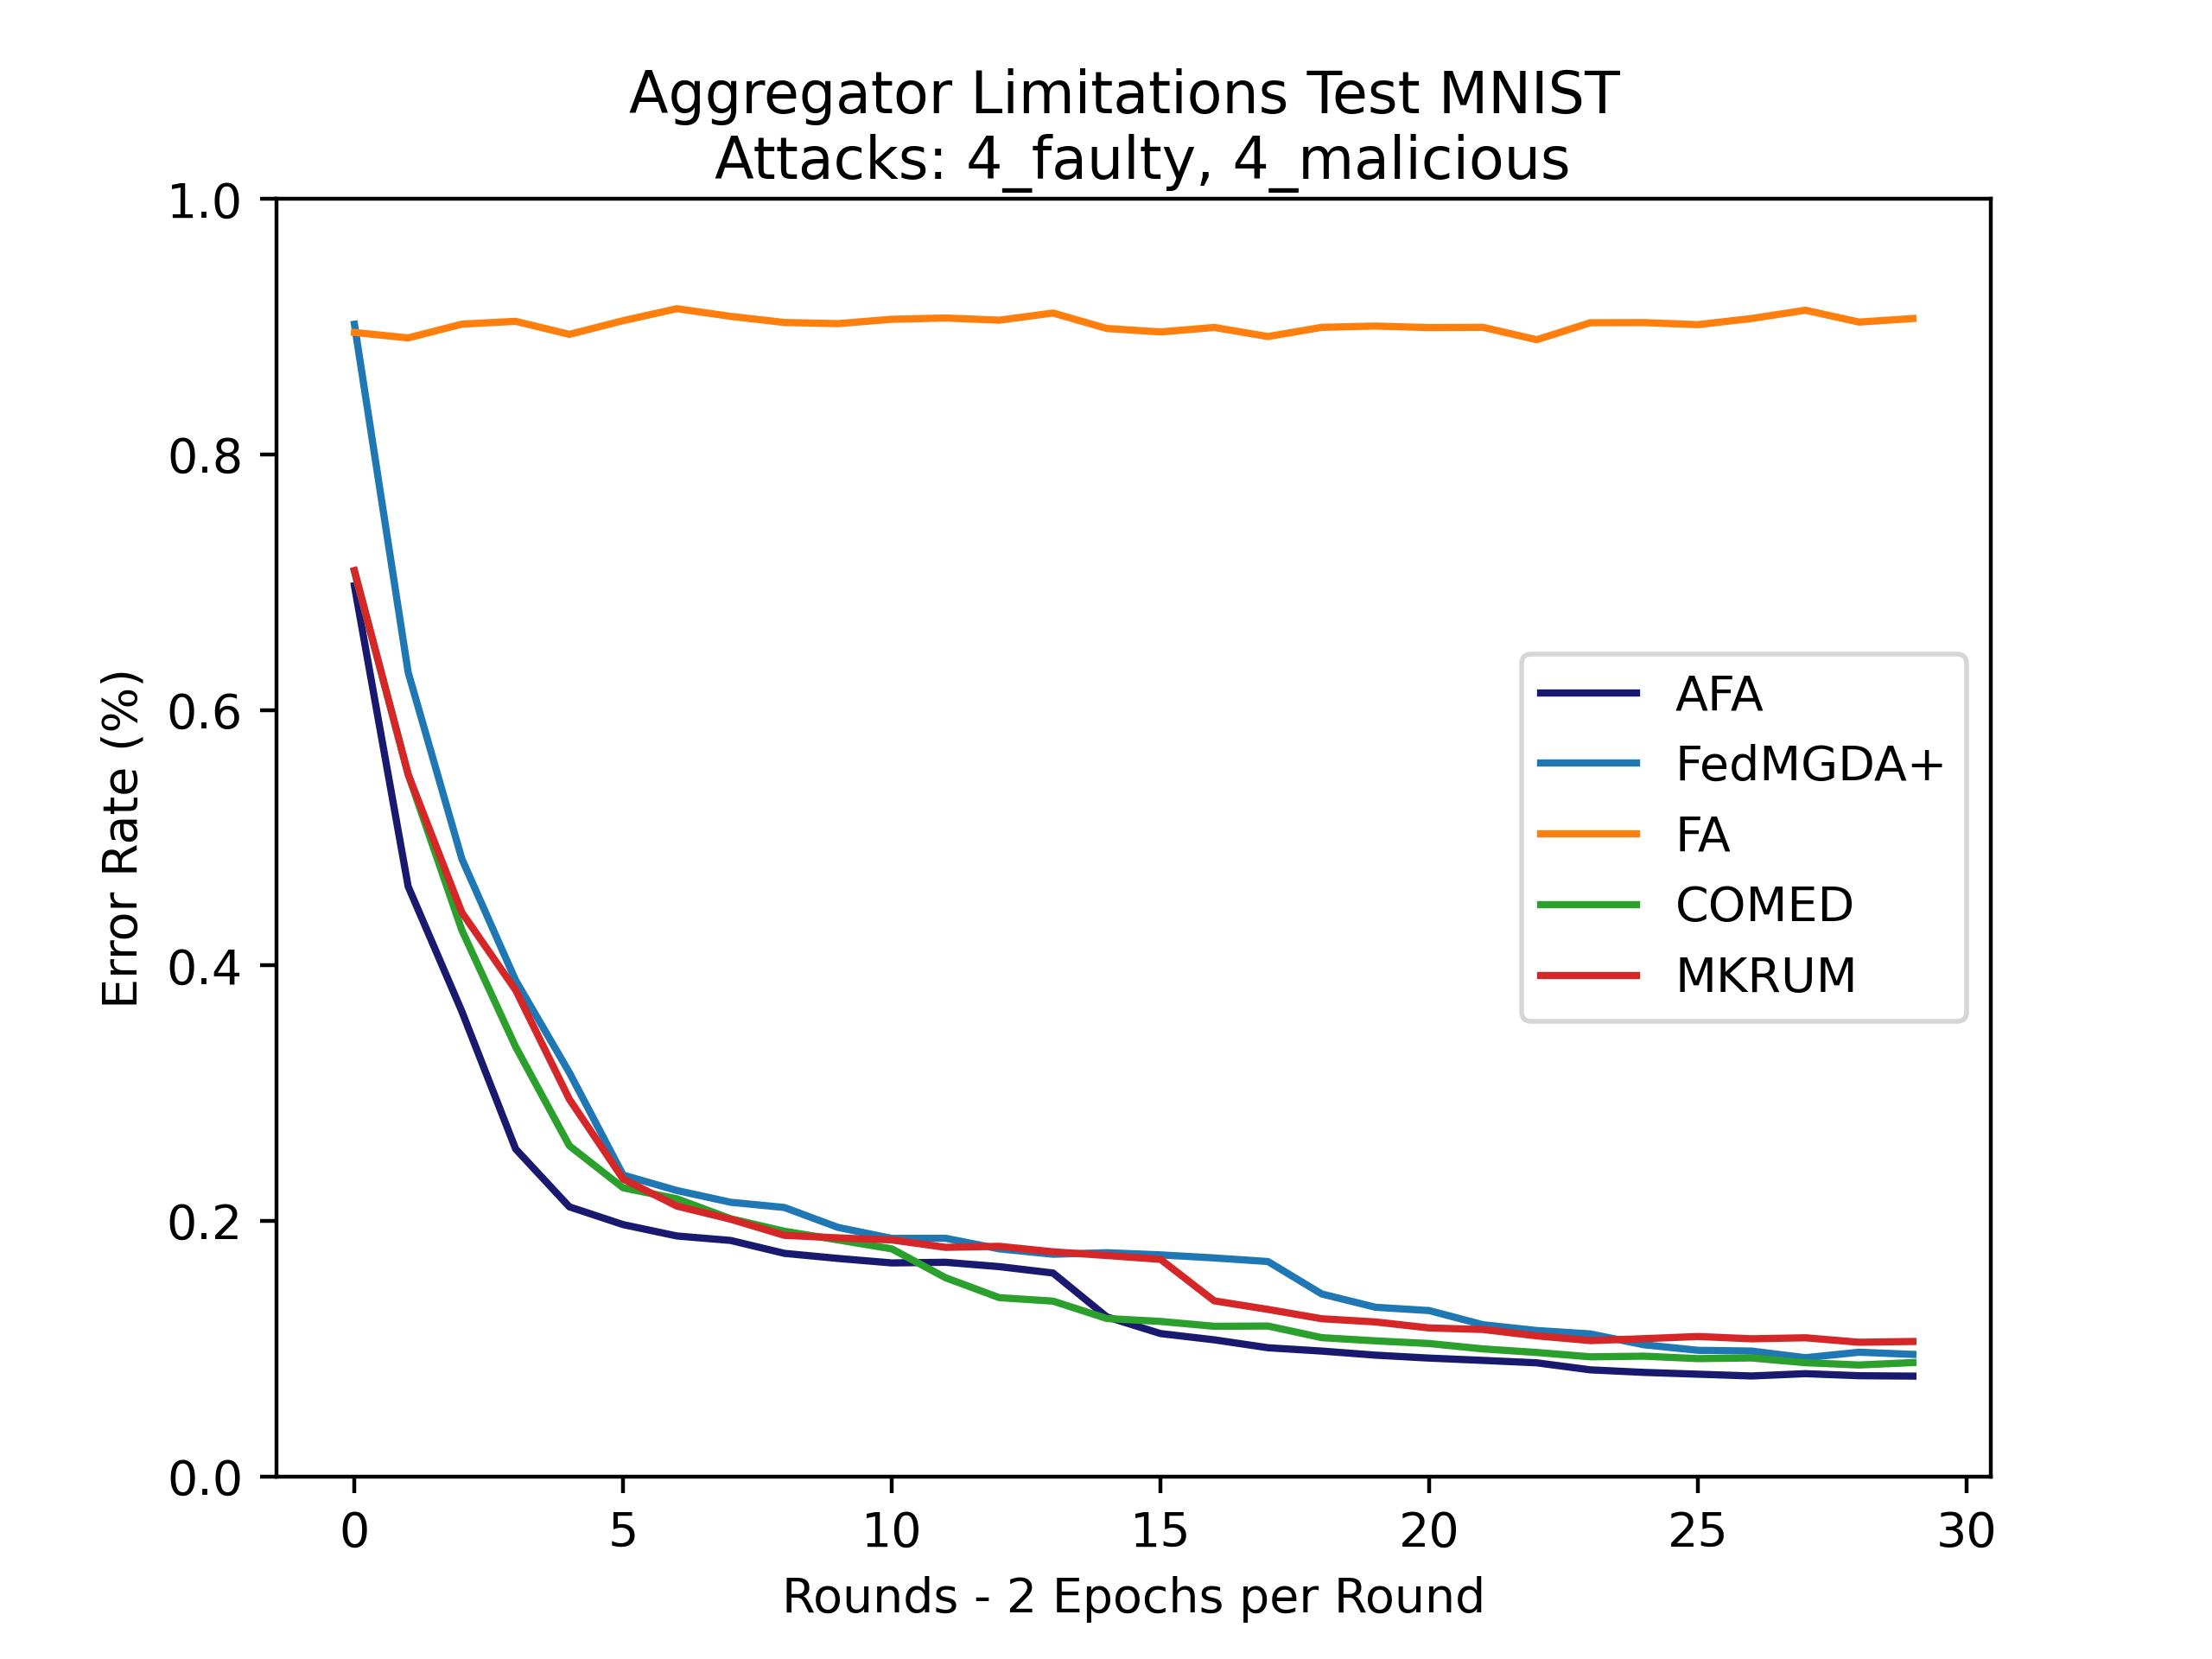 Aggregator Limitations Test MNIST
Attacks: 4_faulty, 4_malicious
1.0
0.8
0.6
0.4
0.2
0.0
Error Rate (%)
AFA
FedMGDA+
FA
COMED
MKRUM
0 5 10 15 20 25 30
Rounds - 2 Epochs per Round